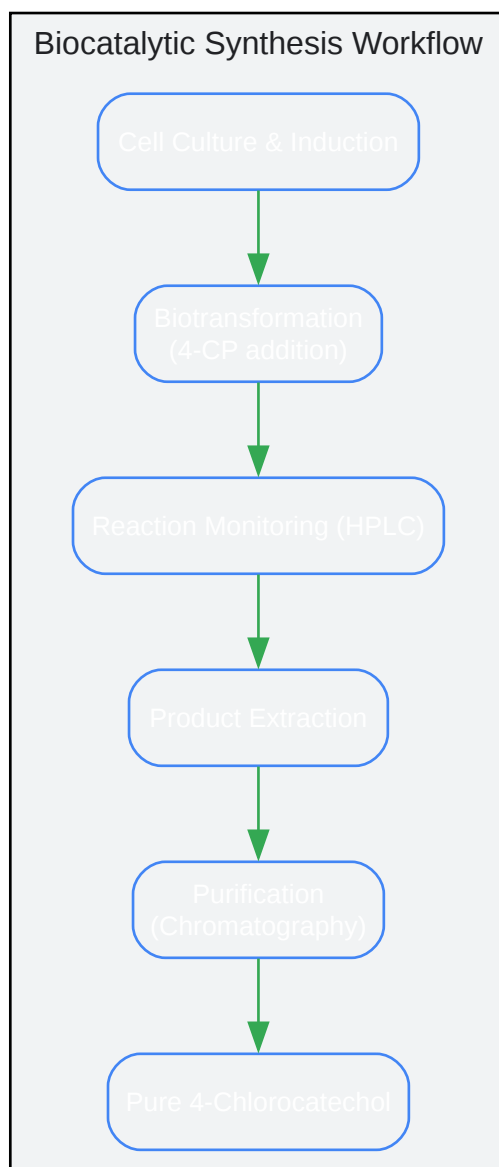 Biocatalytic Synthesis Workflow
Cell Culture & Induction
Biotransformation
(4-CP addition)
Reaction Monitoring (HPLC)
Product Extraction
Purification
(Chromatography)
Pure 4-Chlorocatechol